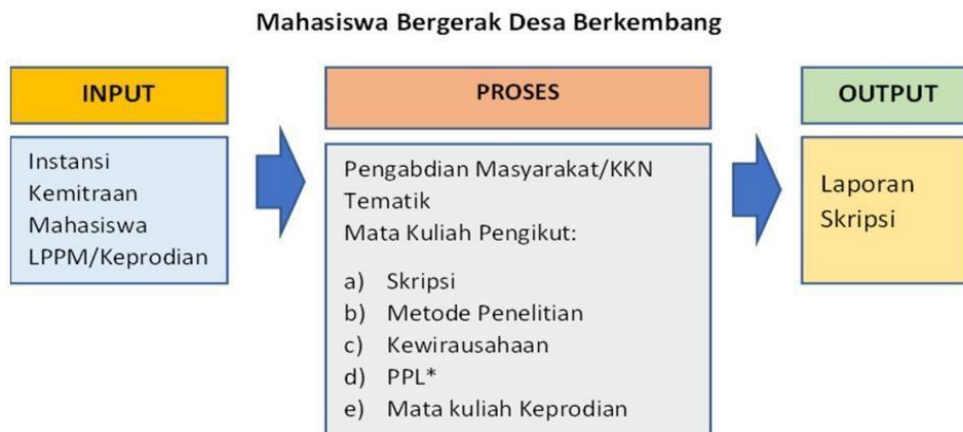 Mahasiswa Bergerak Desa Berkembang
INPUT
Instansi
Kemitraan
Mahasiswa
LPPM/Keprodian
PROSES
Pengabdian Masyarakat/KKN
Tematik
Mata Kuliah Pengikut:
a) Skripsi
b) Metode Penelitian
c) Kewirausahaan
d) PPL*
e) Mata kuliah Keprodian
OUTPUT
Laporan
Skripsi